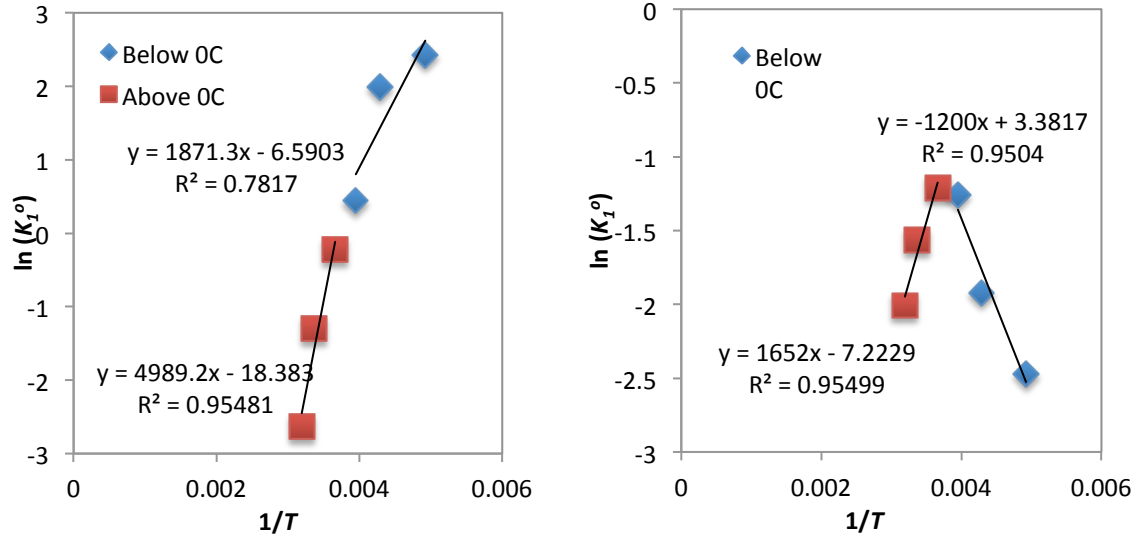 3
2
1
0
-1
-2
-3
ln (K₁ᵒ)
Below 0C
Above 0C
y = 1871.3x - 6.5903
R² = 0.7817
y = 4989.2x - 18.383
R² = 0.95481
0
0.002
0.004
0.006
1/T
0
-0.5
-1
-1.5
-2
-2.5
-3
ln (K₁ᵒ)
Below
0C
y = -1200x + 3.3817
R² = 0.9504
y = 1652x - 7.2229
R² = 0.95499
0
0.002
0.004
0.006
1/T